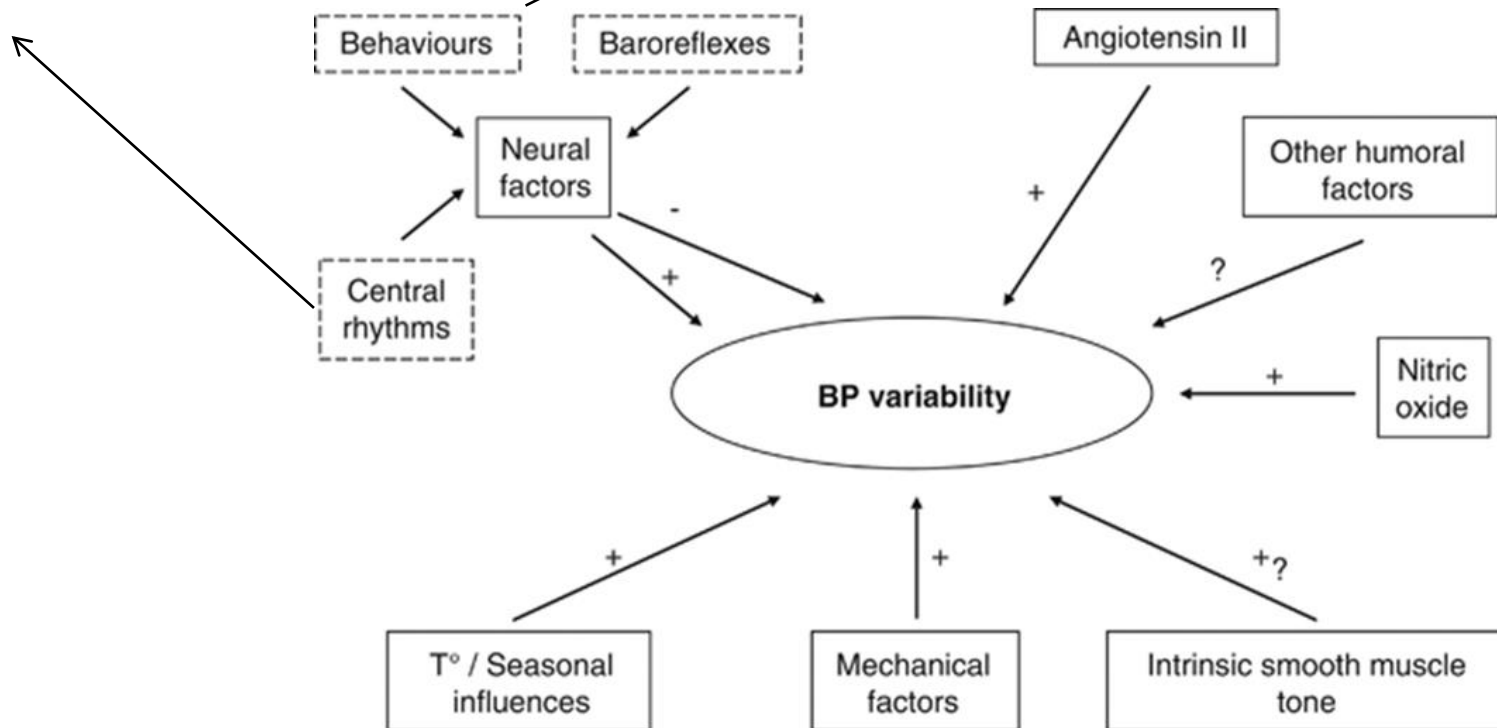 Behaviours
Baroreflexes
Angiotensin II
Neural
factors
Other humoral
factors
-
+
+
?
Central
rhythms
BP variability
+
Nitric
oxide
+
+
+?
T° / Seasonal
influences
Mechanical
factors
Intrinsic smooth muscle
tone